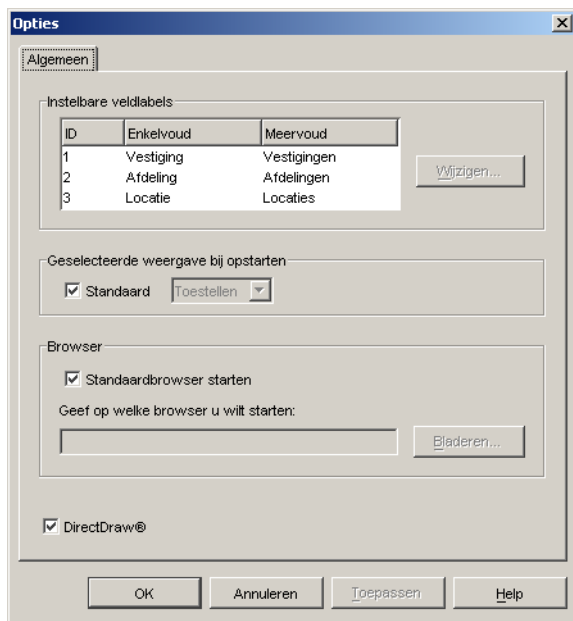 Opties
Algemeen
Instelbare veldlabels
ID Enkelvoud Meervoud
1 Vestiging Vestigingen
2 Afdeling Afdelingen
3 Locatie Locaties
Wijzigen...
Geselecteerde weergave bij opstarten
Standaard Toestellen
Browser
Standaardbrowser starten
Geef op welke browser u wilt starten:
Bladeren...
DirectDraw®
OK Annuleren Toepassen Help